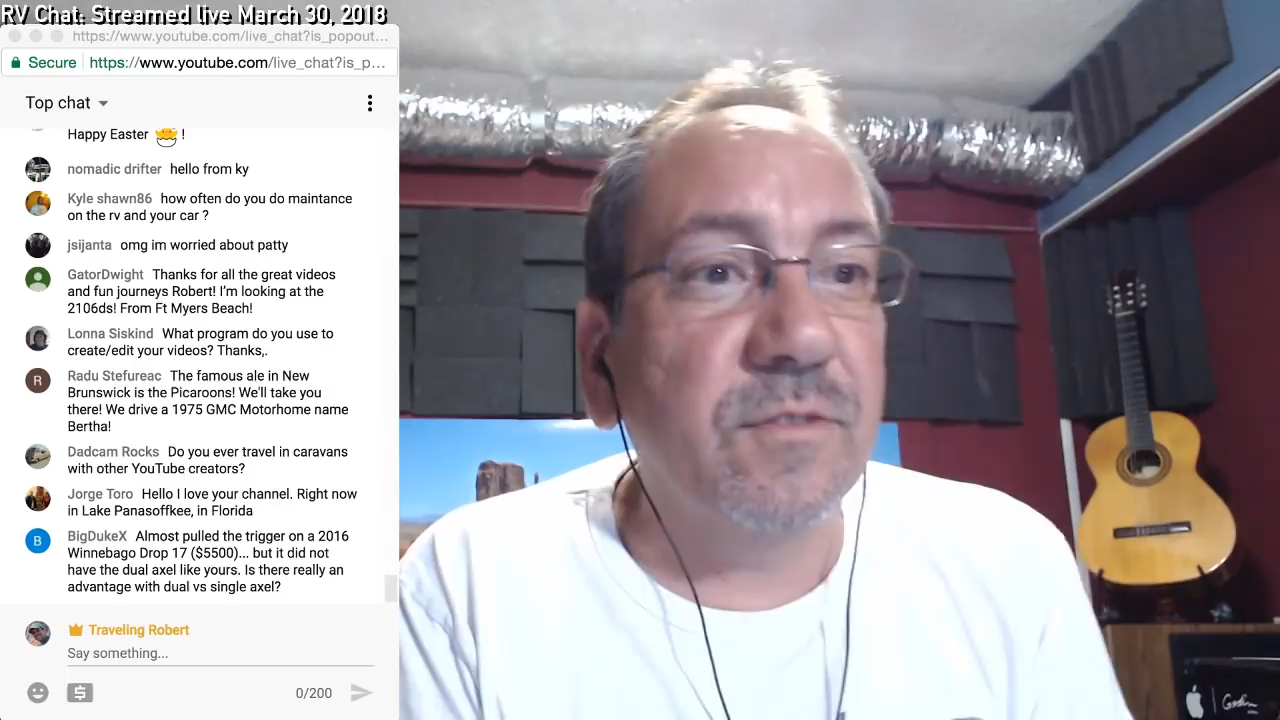 RV Chat: Streamed live March 30, 2018
https://www.youtube.com/live_chat?is_popout...
Secure https://www.youtube.com/live_chat?is_p...
Top chat
Happy Easter !
nomadic drifter hello from ky
Kyle shawn86 how often do you do maintance
on the rv and your car ?
jsijanta omg im worried about patty
GatorDwight Thanks for all the great videos
and fun journeys Robert! I'm looking at the
2106ds! From Ft Myers Beach!
Lonna Siskind What program do you use to
create/edit your videos? Thanks,.
R Radu Stefureac The famous ale in New
Brunswick is the Picaroons! We'll take you
there! We drive a 1975 GMC Motorhome name
Bertha!
Dadcam Rocks Do you ever travel in caravans
with other YouTube creators?
Jorge Toro Hello I love your channel. Right now
in Lake Panasoffkee, in Florida
B BigDukeX Almost pulled the trigger on a 2016
Winnebago Drop 17 ($5500)... but it did not
have the dual axel like yours. Is there really an
advantage with dual vs single axel?
Traveling Robert
Say something...
$ 0/200
Godin